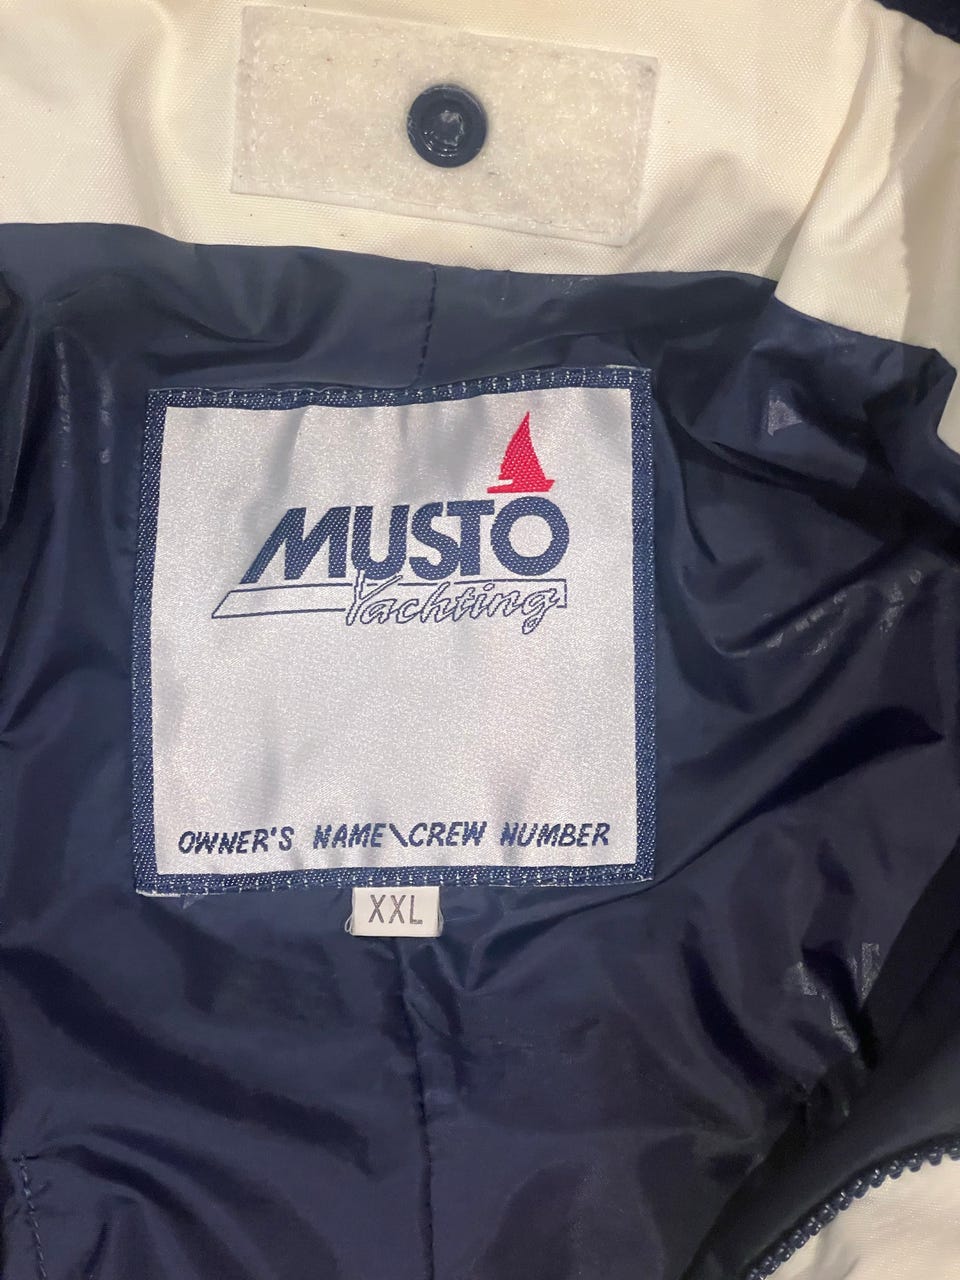 MUSTO
Yachting
OWNER'S NAME\CREW NUMBER
XXL